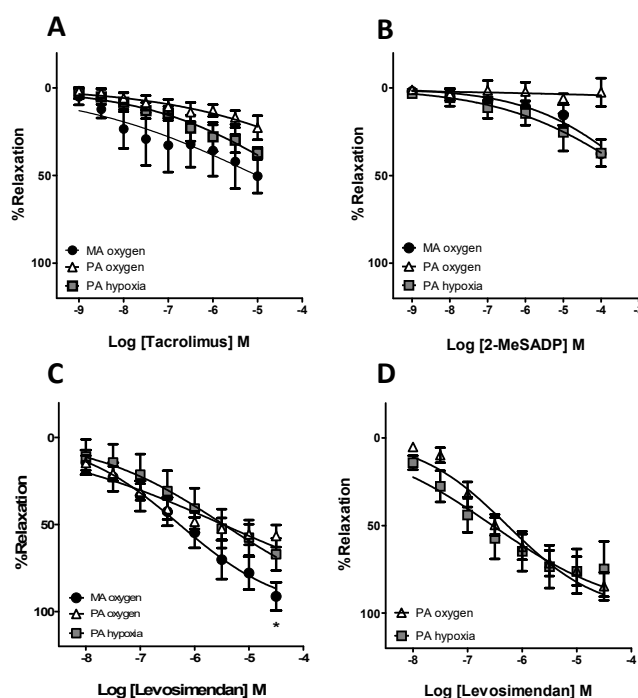 A
0
50
100
%Relaxation
MA oxygen
PA oxygen
PA hypoxia
-9 -8 -7 -6 -5 -4
Log [Tacrolimus] M
B
0
50
100
%Relaxation
MA oxygen
PA oxygen
PA hypoxia
-9 -8 -7 -6 -5 -4
Log [2-MeSADP] M
C
0
50
100
%Relaxation
MA oxygen
PA oxygen
PA hypoxia
*
-8 -7 -6 -5 -4
Log [Levosimendan] M
D
0
50
100
%Relaxation
PA oxygen
PA hypoxia
-8 -7 -6 -5 -4
Log [Levosimendan] M